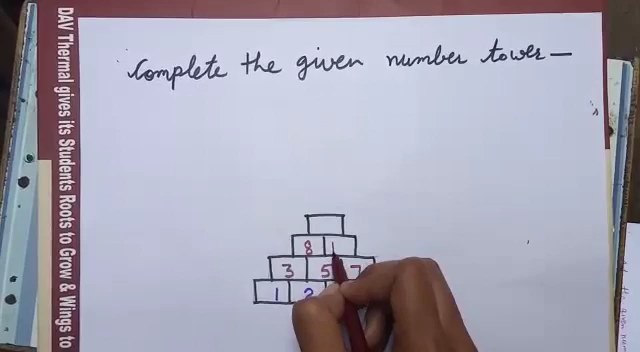 Complete the given number tower—
8 1
3 5 7
1 2
DAV Thermal gives its Students Roots to Grow & Wings to